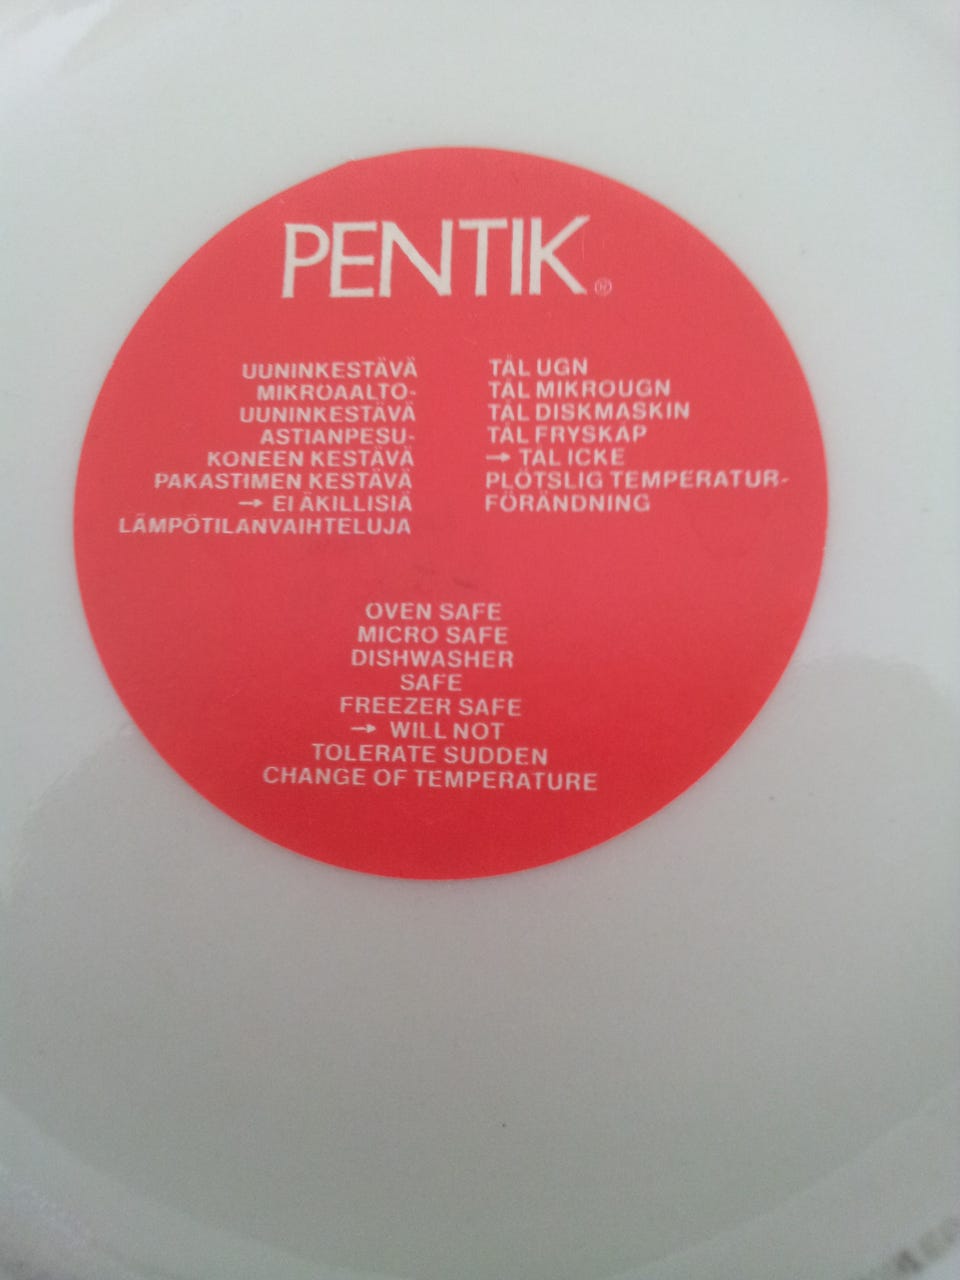 PENTIK®
UUNINKESTÄVÄ
MIKROAALTO-
UUNINKESTÄVÄ
ASTIANPESU-
KONEEN KESTÄVÄ
PAKASTIMEN KESTÄVÄ
→ EI ÄKILLISIÄ
LÄMPÖTILANVAIHTELUJA
TÅL UGN
TÅL MIKROUGN
TÅL DISKMASKIN
TÅL FRYSKÅP
→ TÅL ICKE
PLÖTSLIG TEMPERATUR-
FÖRÄNDNING
OVEN SAFE
MICRO SAFE
DISHWASHER
SAFE
FREEZER SAFE
→ WILL NOT
TOLERATE SUDDEN
CHANGE OF TEMPERATURE